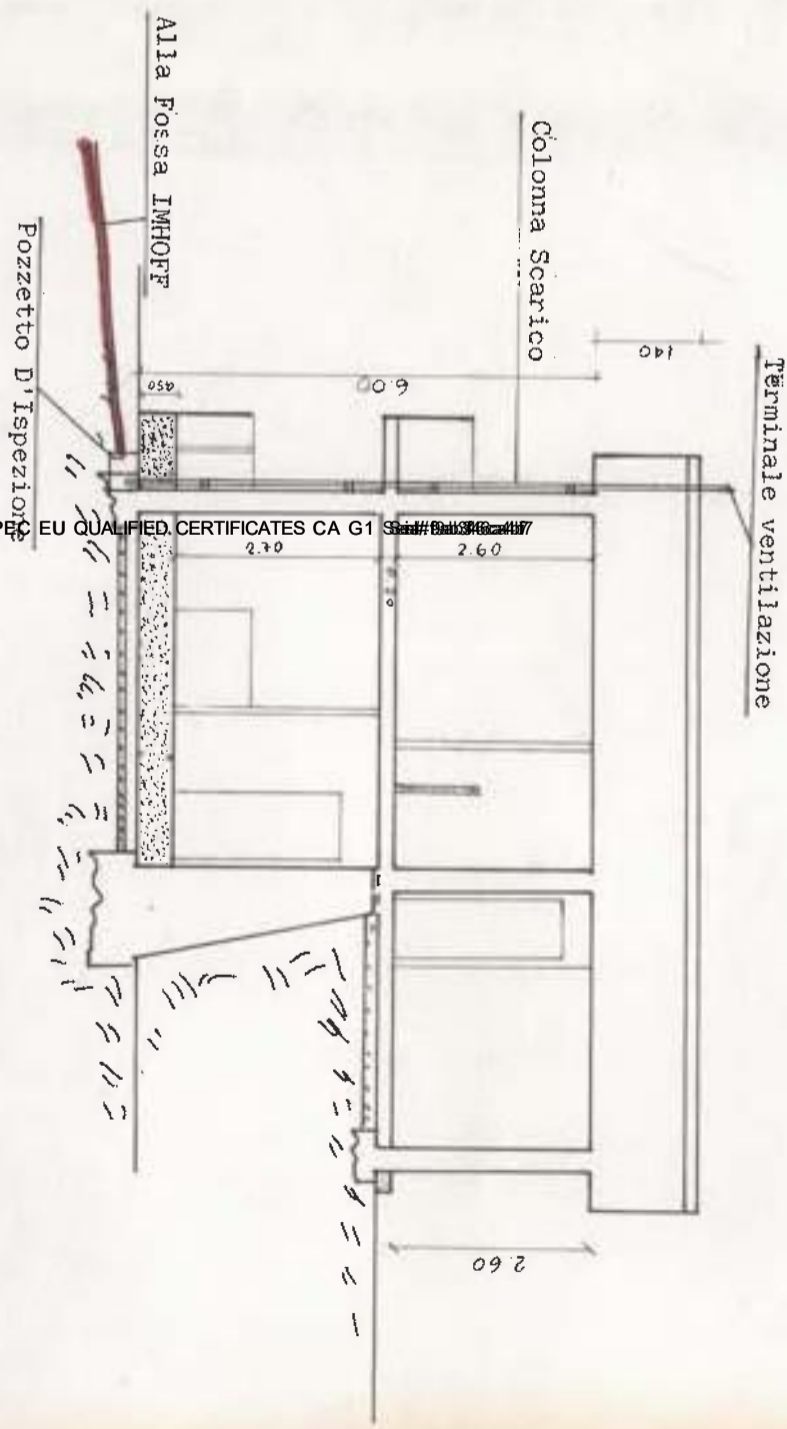 Terminale ventilazione
Colonna Scarico
Alla Fossa IMHOFF
Pozzetto D'Ispezione
140
6.00
050
2.70
2.60
2.60
PEC EU QUALIFIED. CERTIFICATES CA G1